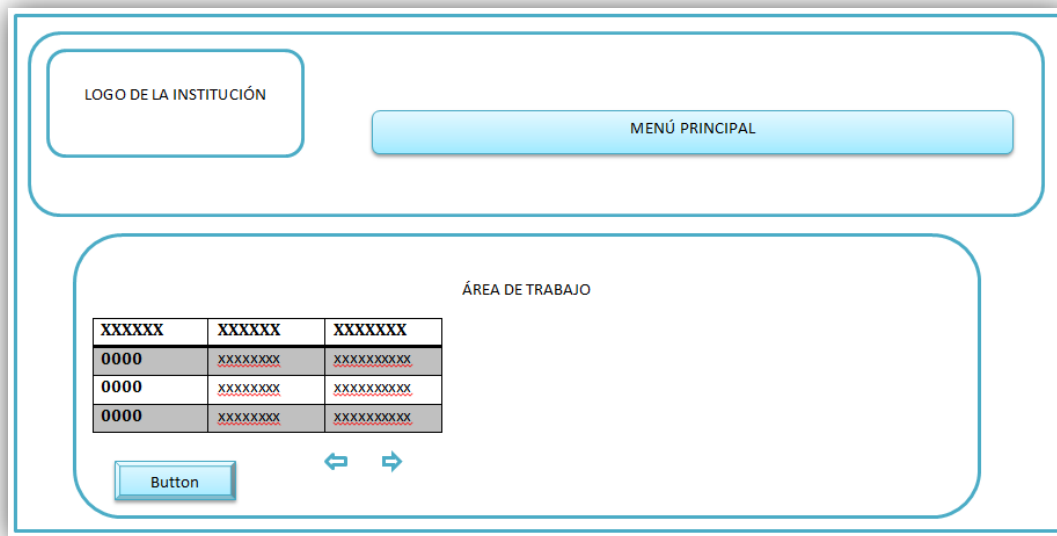 LOGO DE LA INSTITUCIÓN
MENÚ PRINCIPAL
ÁREA DE TRABAJO
XXXXXX XXXXXX XXXXXXX
0000 xxxxxxxx xxxxxxxxxx
0000 xxxxxxxx xxxxxxxxxx
0000 xxxxxxxx xxxxxxxxxx
Button